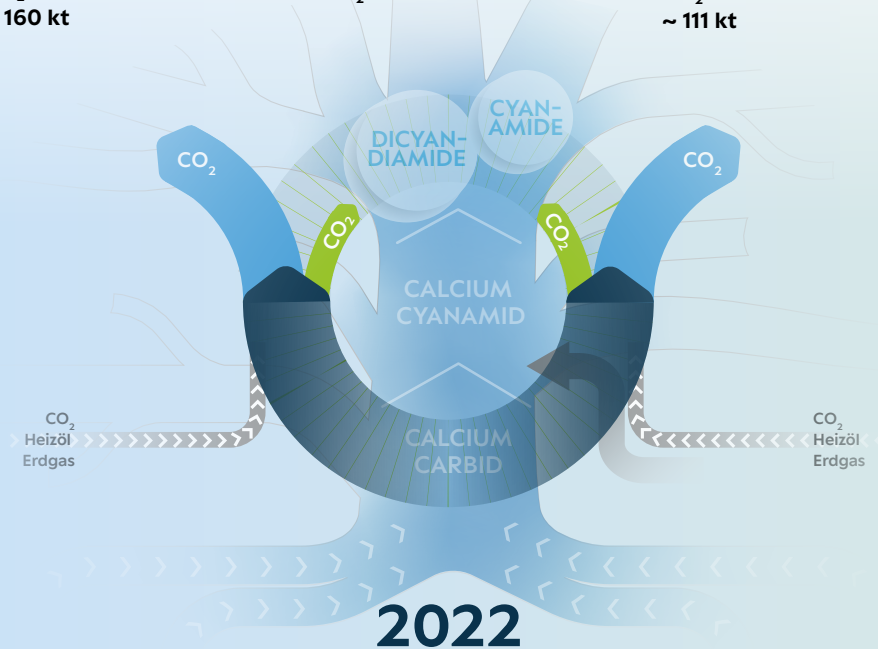 160 kt
~ 111 kt
DICYAN-
DIAMIDE
CYAN-
AMIDE
CO₂
CO₂
CO₂
CO₂
CALCIUM
CYANAMID
CALCIUM
CARBID
CO₂
Heizöl
Erdgas
CO₂
Heizöl
Erdgas
2022